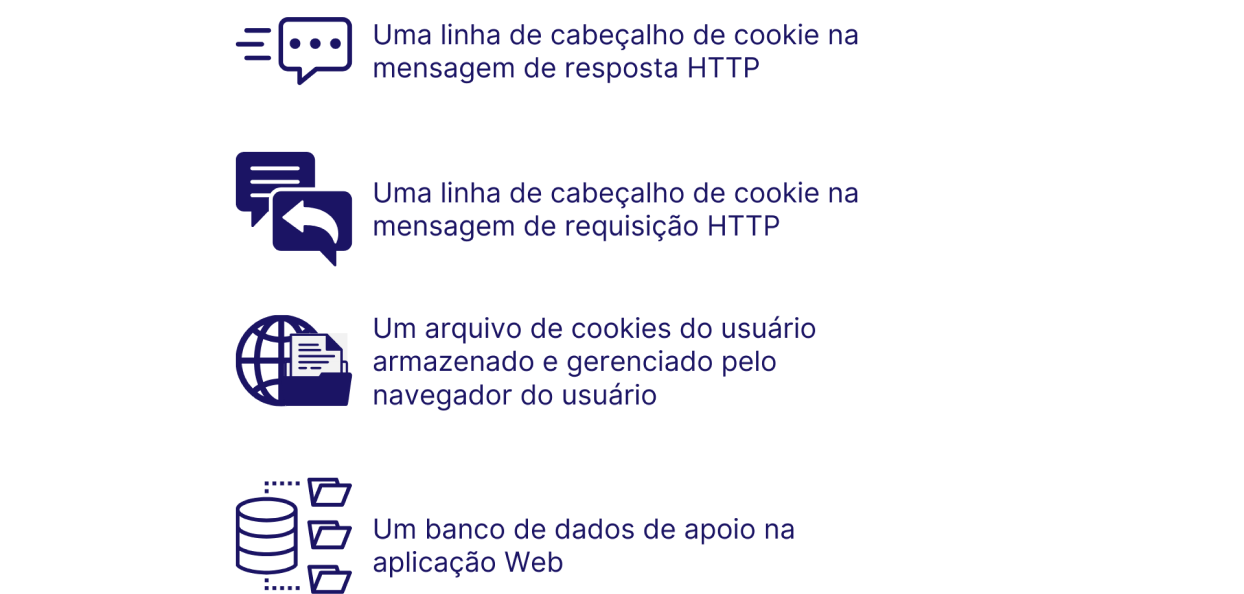 Uma linha de cabeçalho de cookie na
mensagem de resposta HTTP
Uma linha de cabeçalho de cookie na
mensagem de requisição HTTP
Um arquivo de cookies do usuário
armazenado e gerenciado pelo
navegador do usuário
Um banco de dados de apoio na
aplicação Web